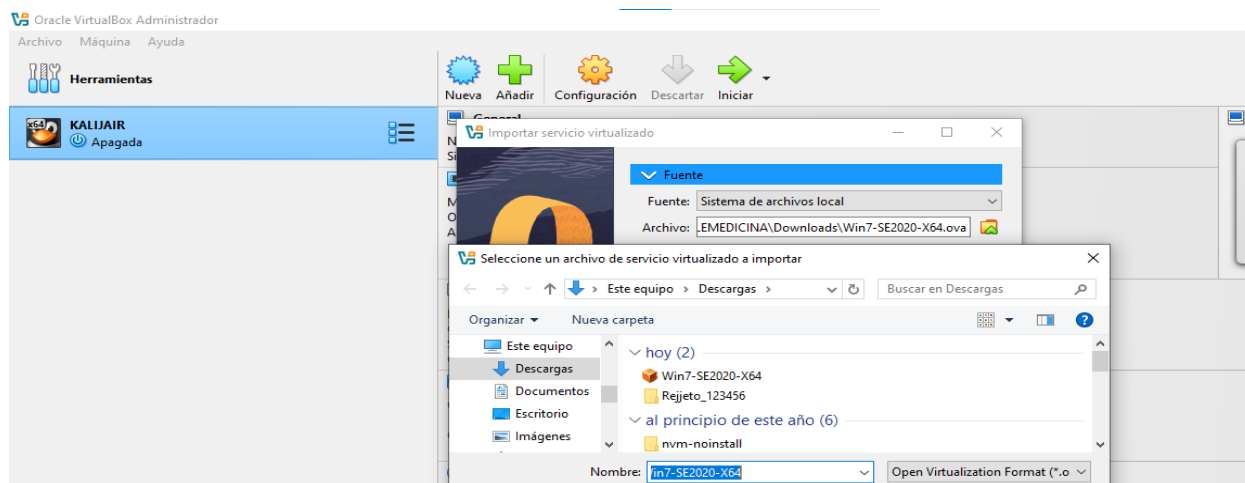 Oracle VirtualBox Administrador
Archivo Máquina Ayuda
Herramientas
Nueva Añadir Configuración Descartar Iniciar
x64
KALIJAIR
Apagada
General
Importar servicio virtualizado
Fuente
Fuente: Sistema de archivos local
Archivo: .EMEDICINA\Downloads\Win7-SE2020-X64.ova
Seleccione un archivo de servicio virtualizado a importar
Este equipo > Descargas >
Buscar en Descargas
Organizar
Nueva carpeta
Este equipo
Descargas
Documentos
Escritorio
Imágenes
hoy (2)
Win7-SE2020-X64
Rejjeto_123456
al principio de este año (6)
nvm-noinstall
Nombre: in7-SE2020-X64
Open Virtualization Format (*.o